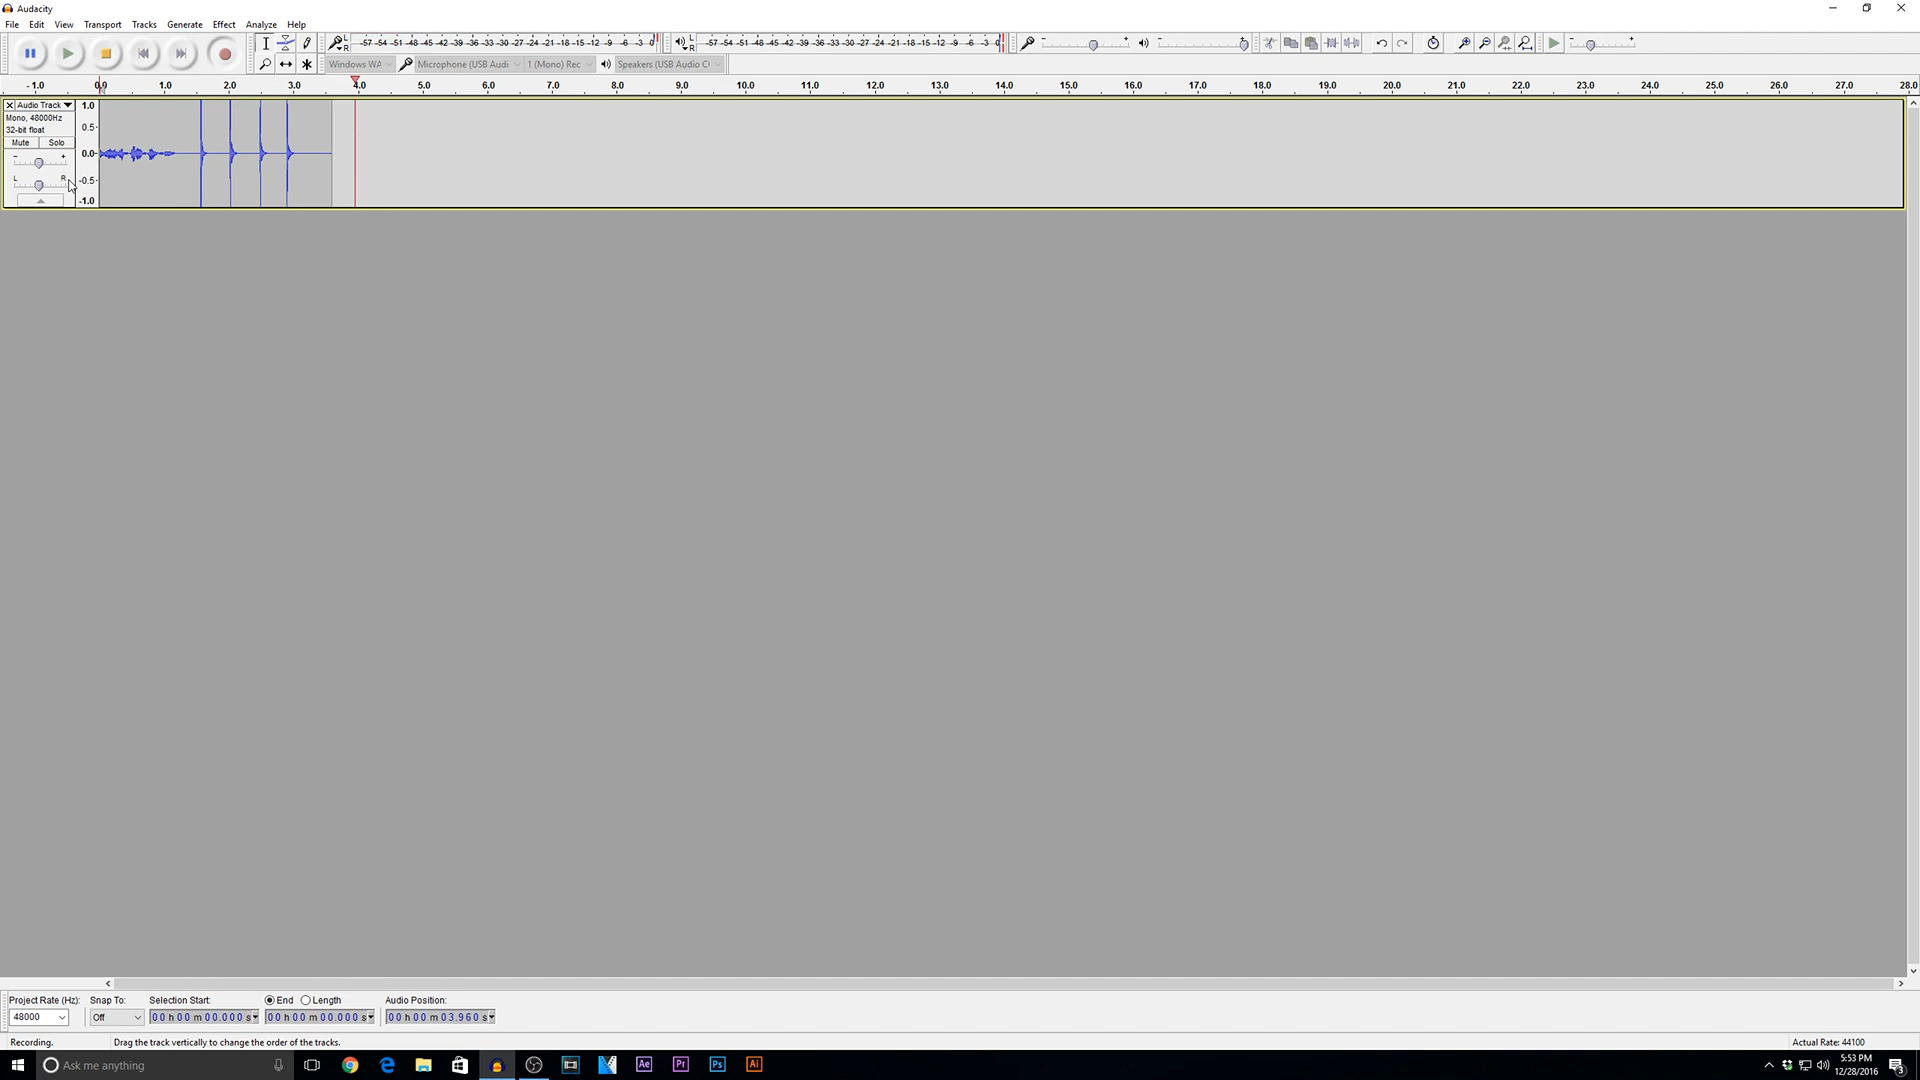 Audacity
File Edit View Transport Tracks Generate Effect Analyze Help
L R -57 -54 -51 -48 -45 -42 -39 -36 -33 -30 -27 -24 -21 -18 -15 -12 -9 -6 -3 0 L R -57 -54 -51 -48 -45 -42 -39 -36 -33 -30 -27 -24 -21 -18 -15 -12 -9 -6 -3 0 - + - + - +
Windows WA Microphone (USB Audi 1 (Mono) Rec Speakers (USB Audio C
- 1.0 0.0 1.0 2.0 3.0 4.0 5.0 6.0 7.0 8.0 9.0 10.0 11.0 12.0 13.0 14.0 15.0 16.0 17.0 18.0 19.0 20.0 21.0 22.0 23.0 24.0 25.0 26.0 27.0 28.0
Audio Track 1.0
Mono, 48000Hz
32-bit float 0.5
Mute Solo
- + 0.0
L R -0.5
-1.0
Project Rate (Hz): Snap To: Selection Start: End Length Audio Position:
48000 Off 00 h 00 m 00.000 s 00 h 00 m 00.000 s 00 h 00 m 03.960 s
Recording. Drag the track vertically to change the order of the tracks. Actual Rate: 44100
Ask me anything Ae Pr Ps Ai 5:53 PM
12/28/2016 3